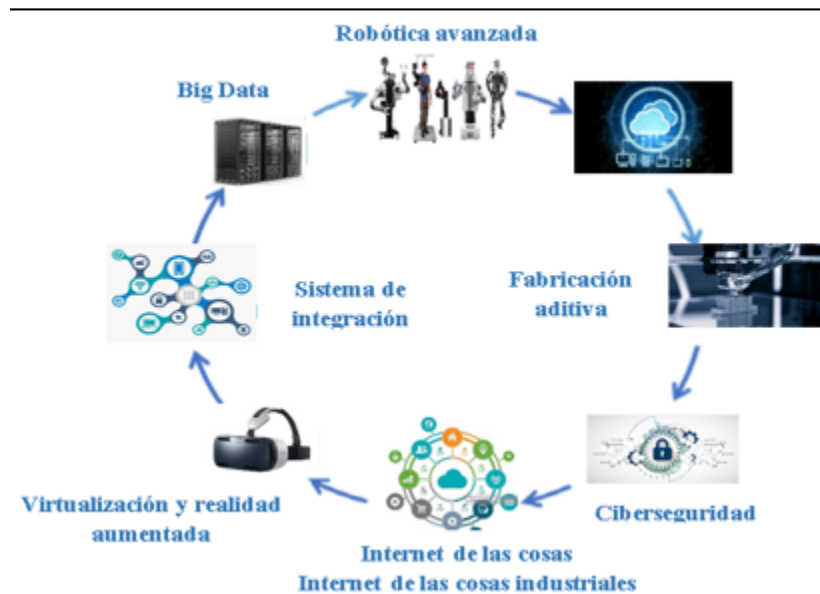 Robótica avanzada
Big Data
Sistema de
integración
Fabricación
aditiva
Virtualización y realidad
aumentada
Ciberseguridad
Internet de las cosas
Internet de las cosas industriales